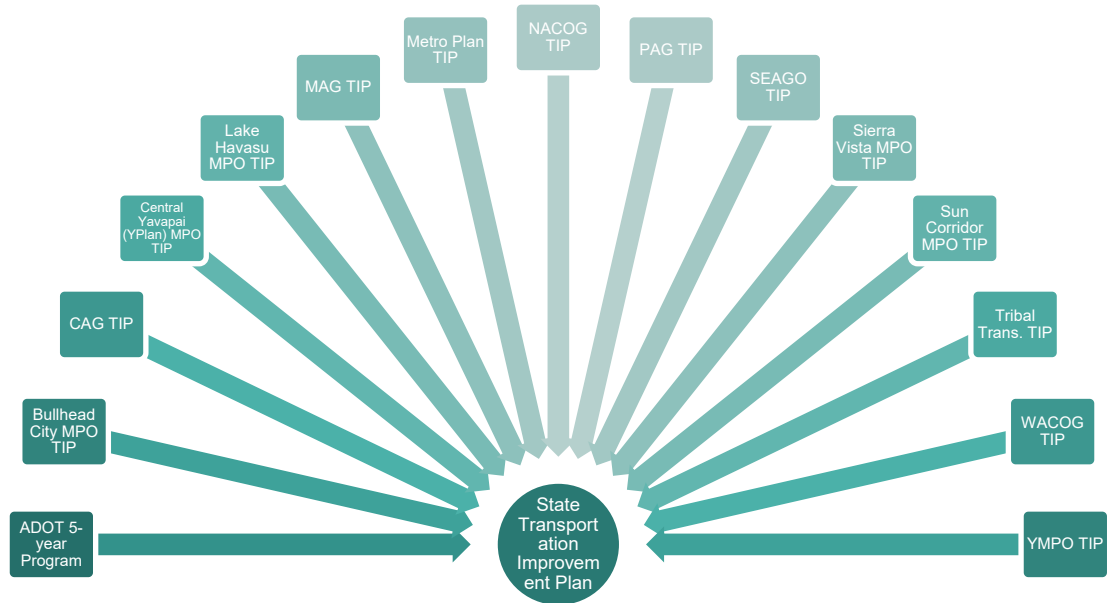 ADOT 5-
year
Program
Bullhead
City MPO
TIP
CAG TIP
Central
Yavapai
(YPlan) MPO
TIP
Lake
Havasu
MPO TIP
MAG TIP
Metro Plan
TIP
NACOG
TIP
PAG TIP
SEAGO
TIP
Sierra
Vista MPO
TIP
Sun
Corridor
MPO TIP
Tribal
Trans. TIP
WACOG
TIP
YMPO TIP
State
Transport
ation
Improvem
ent Plan